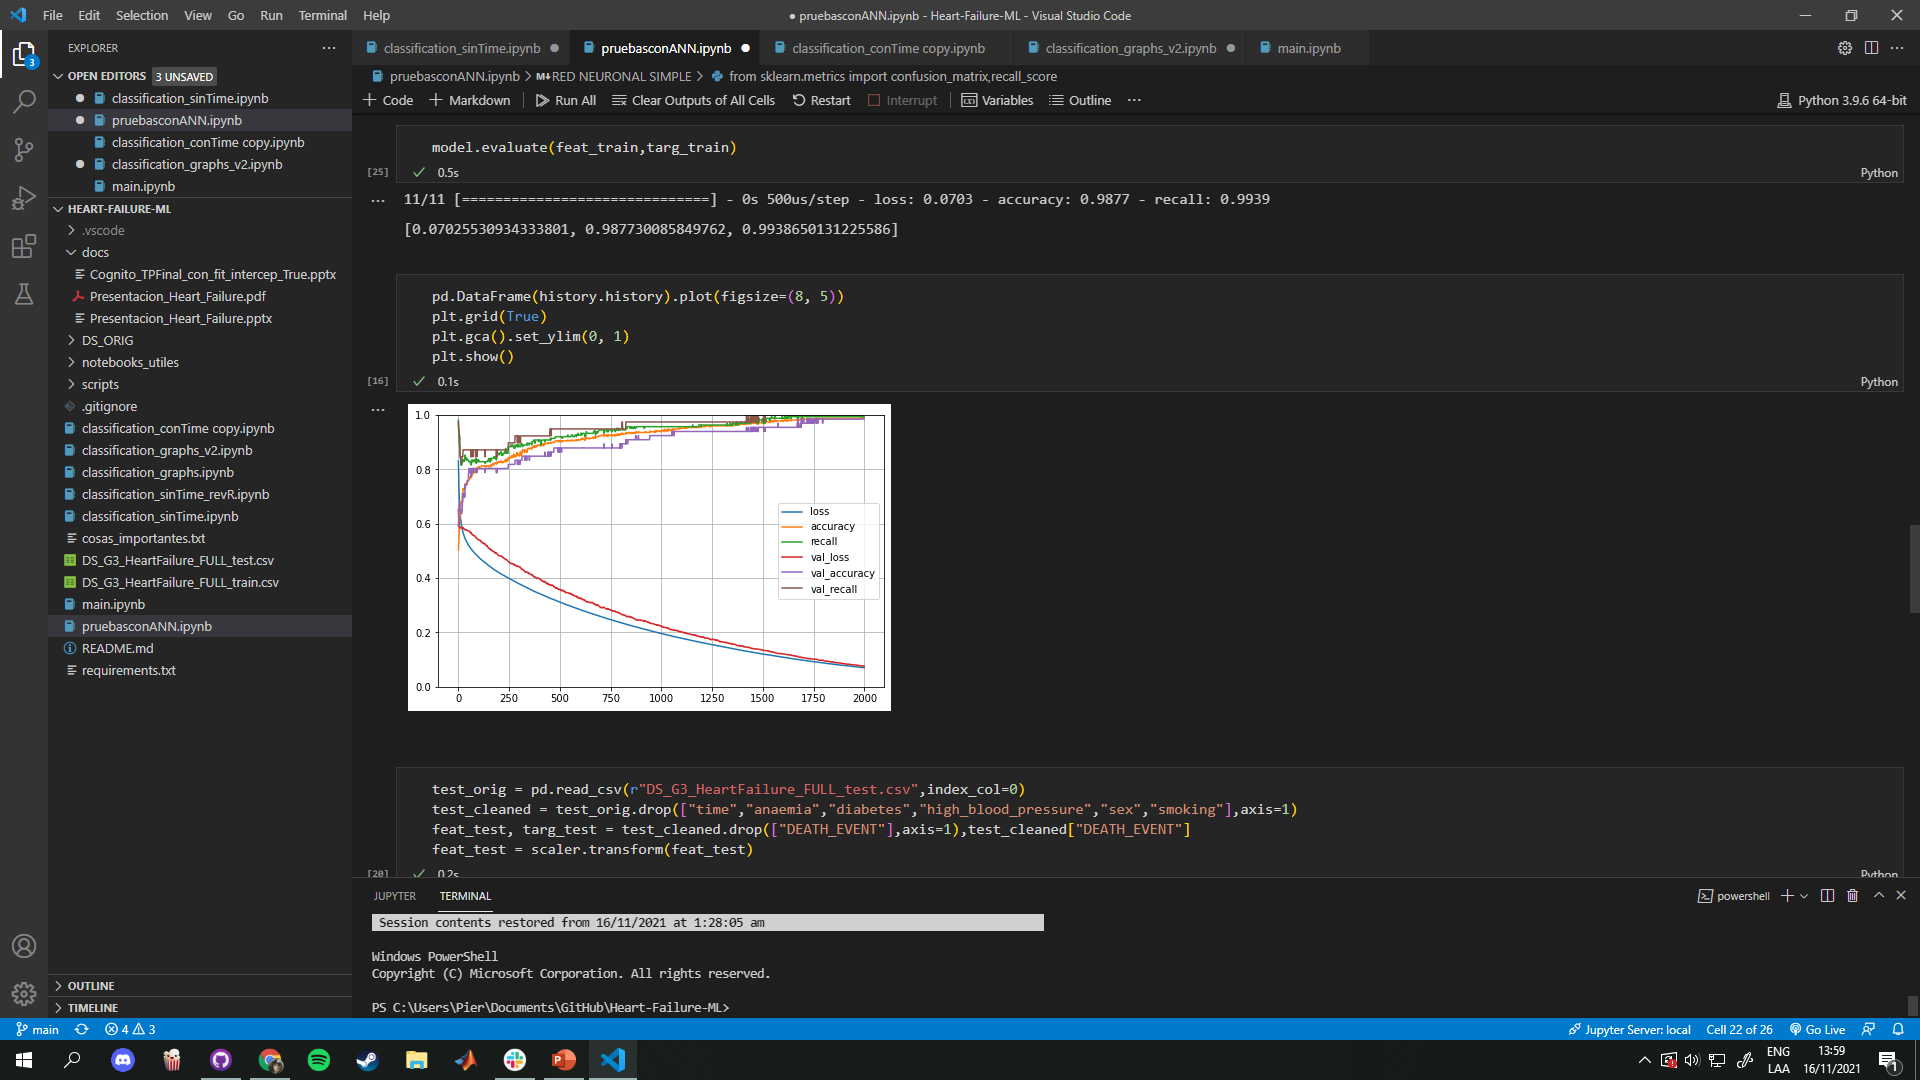 File Edit Selection View Go Run Terminal Help
● pruebasconANN.ipynb - Heart-Failure-ML - Visual Studio Code
EXPLORER
OPEN EDITORS 3 UNSAVED
classification_sinTime.ipynb
pruebasconANN.ipynb
classification_conTime copy.ipynb
classification_graphs_v2.ipynb
main.ipynb
HEART-FAILURE-ML
.vscode
docs
Cognito_TPFinal_con_fit_intercep_True.pptx
Presentacion_Heart_Failure.pdf
Presentacion_Heart_Failure.pptx
DS_ORIG
notebooks_utiles
scripts
.gitignore
classification_conTime copy.ipynb
classification_graphs_v2.ipynb
classification_graphs.ipynb
classification_sinTime_revR.ipynb
classification_sinTime.ipynb
cosas_importantes.txt
DS_G3_HeartFailure_FULL_test.csv
DS_G3_HeartFailure_FULL_train.csv
main.ipynb
pruebasconANN.ipynb
README.md
requirements.txt
OUTLINE
TIMELINE
3
classification_sinTime.ipynb pruebasconANN.ipynb classification_conTime copy.ipynb classification_graphs_v2.ipynb main.ipynb
pruebasconANN.ipynb > M↓RED NEURONAL SIMPLE > from sklearn.metrics import confusion_matrix,recall_score
+ Code + Markdown Run All Clear Outputs of All Cells Restart Interrupt Variables Outline ... Python 3.9.6 64-bit
model.evaluate(feat_train,targ_train)
[25] ✓ 0.5s Python
11/11 [==============================] - 0s 500us/step - loss: 0.0703 - accuracy: 0.9877 - recall: 0.9939
[0.07025530934333801, 0.987730085849762, 0.9938650131225586]
pd.DataFrame(history.history).plot(figsize=(8, 5))
plt.grid(True)
plt.gca().set_ylim(0, 1)
plt.show()
[16] ✓ 0.1s Python
1.0
0.8
0.6
0.4
0.2
0.0
loss
accuracy
recall
val_loss
val_accuracy
val_recall
0 250 500 750 1000 1250 1500 1750 2000
test_orig = pd.read_csv(r"DS_G3_HeartFailure_FULL_test.csv",index_col=0)
test_cleaned = test_orig.drop(["time","anaemia","diabetes","high_blood_pressure","sex","smoking"],axis=1)
feat_test, targ_test = test_cleaned.drop(["DEATH_EVENT"],axis=1),test_cleaned["DEATH_EVENT"]
feat_test = scaler.transform(feat_test)
[20] ✓ 0.2s Python
JUPYTER TERMINAL powershell
Session contents restored from 16/11/2021 at 1:28:05 am
Windows PowerShell
Copyright (C) Microsoft Corporation. All rights reserved.
PS C:\Users\Pier\Documents\GitHub\Heart-Failure-ML>
main 4 3 Jupyter Server: local Cell 22 of 26 Go Live
ENG
LAA
13:59
16/11/2021
1